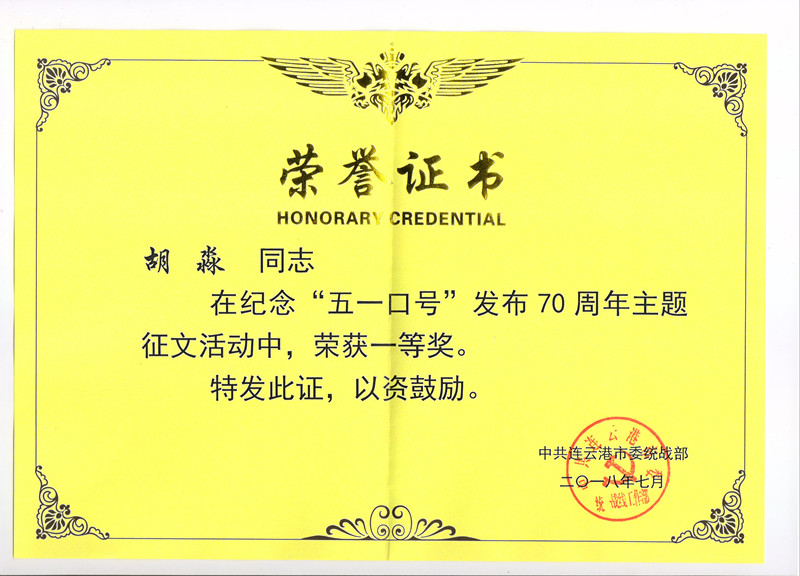 荣誉证书
HONORARY CREDENTIAL
胡淼 同志
在纪念“五一口号”发布70周年主题
征文活动中，荣获一等奖。
特发此证，以资鼓励。
中共连云港市委统战部
二〇一八年七月